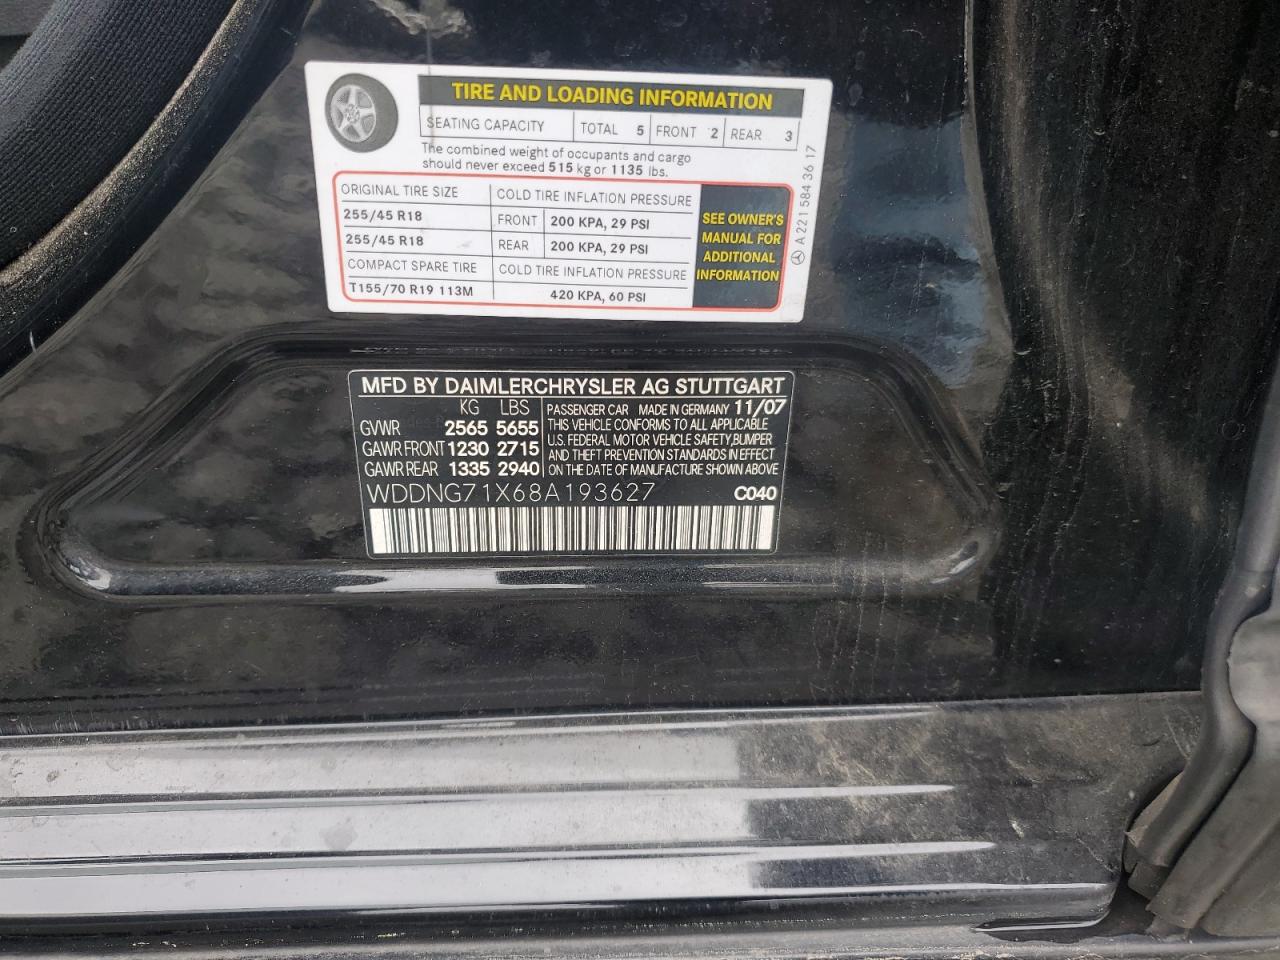 TIRE AND LOADING INFORMATION
SEATING CAPACITY TOTAL 5 FRONT 2 REAR 3
The combined weight of occupants and cargo
should never exceed 515 kg or 1135 lbs.
ORIGINAL TIRE SIZE COLD TIRE INFLATION PRESSURE
255/45 R18 FRONT 200 KPA, 29 PSI
255/45 R18 REAR 200 KPA, 29 PSI
COMPACT SPARE TIRE COLD TIRE INFLATION PRESSURE
T155/70 R19 113M 420 KPA, 60 PSI
SEE OWNER'S
MANUAL FOR
ADDITIONAL
INFORMATION
A 221 584 36 17
MFD BY DAIMLERCHRYSLER AG STUTTGART
KG LBS
GVWR 2565 5655
GAWR FRONT 1230 2715
GAWR REAR 1335 2940
PASSENGER CAR MADE IN GERMANY 11/07
THIS VEHICLE CONFORMS TO ALL APPLICABLE
U.S. FEDERAL MOTOR VEHICLE SAFETY,BUMPER
AND THEFT PREVENTION STANDARDS IN EFFECT
ON THE DATE OF MANUFACTURE SHOWN ABOVE
WDDNG71X68A193627 C040